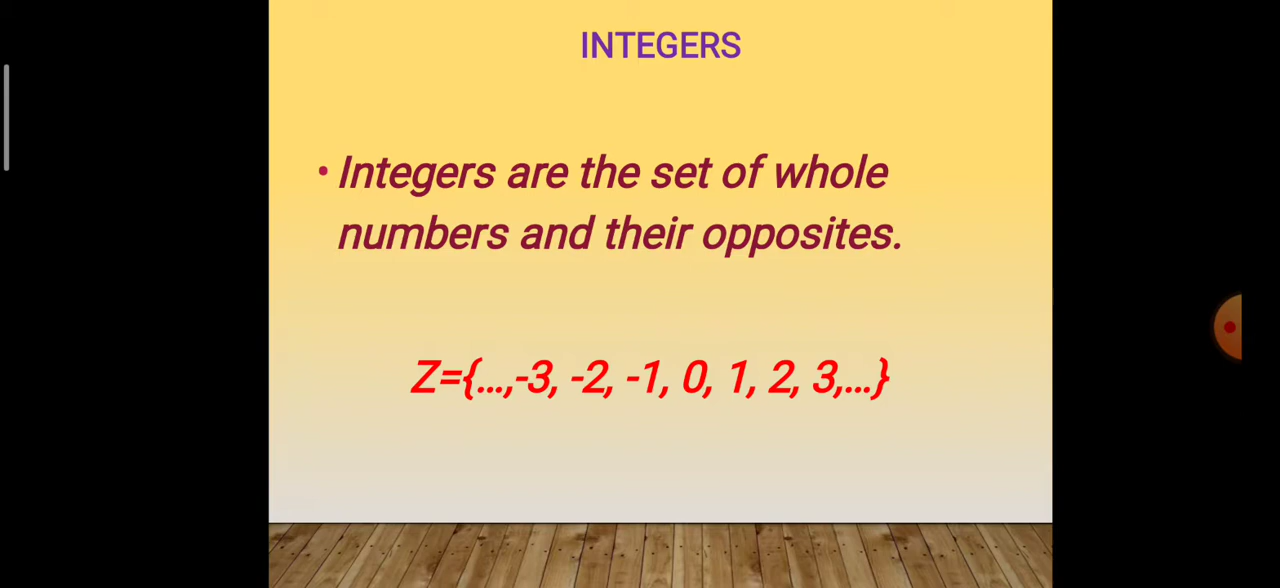 INTEGERS
• Integers are the set of whole
numbers and their opposites.
Z={...,-3, -2, -1, 0, 1, 2, 3,...}